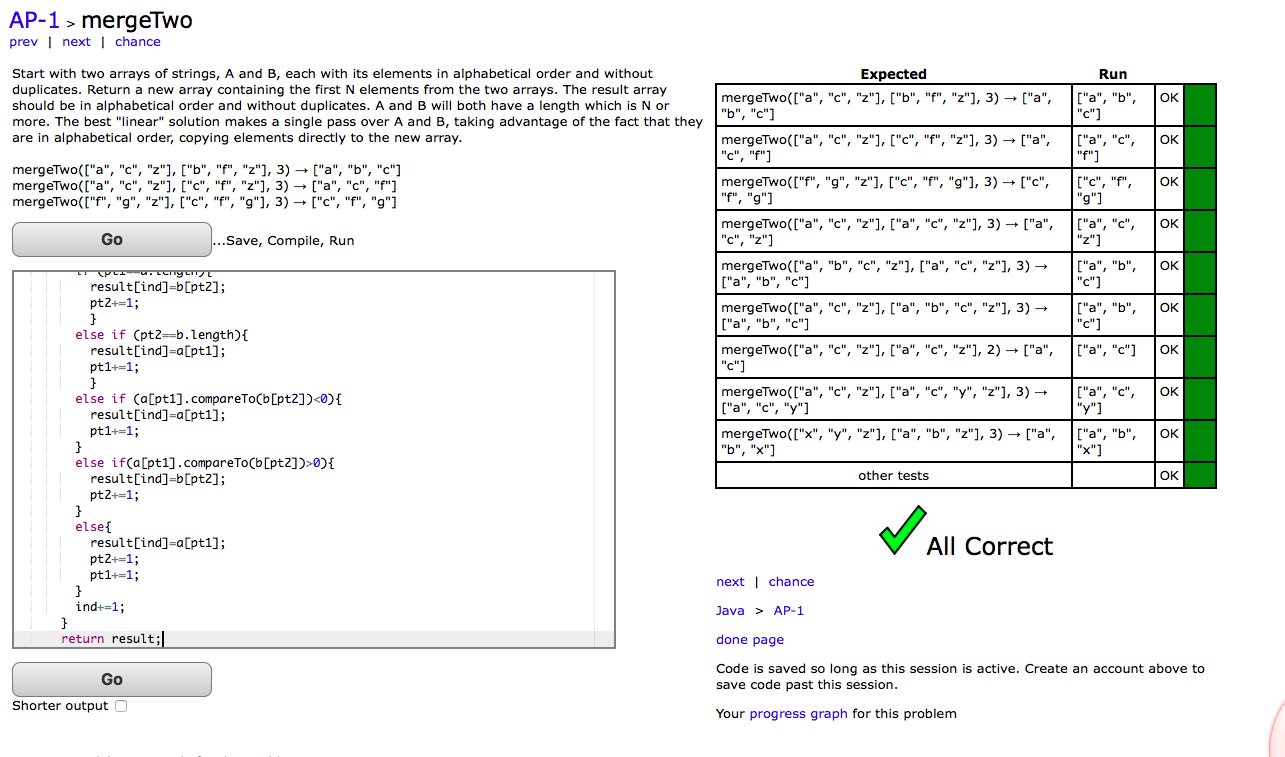 AP-1 > mergeTwo
prev | next | chance
Start with two arrays of strings, A and B, each with its elements in alphabetical order and without
duplicates. Return a new array containing the first N elements from the two arrays. The result array
should be in alphabetical order and without duplicates. A and B will both have a length which is N or
more. The best "linear" solution makes a single pass over A and B, taking advantage of the fact that they
are in alphabetical order, copying elements directly to the new array.
mergeTwo(["a", "c", "z"], ["b", "f", "z"], 3) → ["a", "b", "c"]
mergeTwo(["a", "c", "z"], ["c", "f", "z"], 3) → ["a", "c", "f"]
mergeTwo(["f", "g", "z"], ["c", "f", "g"], 3) → ["c", "f", "g"]
Go ...Save, Compile, Run
result[ind]=b[pt2];
pt2+=1;
}
else if (pt2==b.length){
result[ind]=a[pt1];
pt1+=1;
}
else if (a[pt1].compareTo(b[pt2])<0){
result[ind]=a[pt1];
pt1+=1;
}
else if(a[pt1].compareTo(b[pt2])>0){
result[ind]=b[pt2];
pt2+=1;
}
else{
result[ind]=a[pt1];
pt2+=1;
pt1+=1;
}
ind+=1;
}
return result;
Go
Shorter output
Expected Run
mergeTwo(["a", "c", "z"], ["b", "f", "z"], 3) → ["a", ["a", "b", OK
"b", "c"] "c"]
mergeTwo(["a", "c", "z"], ["c", "f", "z"], 3) → ["a", ["a", "c", OK
"c", "f"] "f"]
mergeTwo(["f", "g", "z"], ["c", "f", "g"], 3) → ["c", ["c", "f", OK
"f", "g"] "g"]
mergeTwo(["a", "c", "z"], ["a", "c", "z"], 3) → ["a", ["a", "c", OK
"c", "z"] "z"]
mergeTwo(["a", "b", "c", "z"], ["a", "c", "z"], 3) → ["a", "b", OK
["a", "b", "c"] "c"]
mergeTwo(["a", "c", "z"], ["a", "b", "c", "z"], 3) → ["a", "b", OK
["a", "b", "c"] "c"]
mergeTwo(["a", "c", "z"], ["a", "c", "z"], 2) → ["a", ["a", "c"] OK
"c"]
mergeTwo(["a", "c", "z"], ["a", "c", "y", "z"], 3) → ["a", "c", OK
["a", "c", "y"] "y"]
mergeTwo(["x", "y", "z"], ["a", "b", "z"], 3) → ["a", ["a", "b", OK
"b", "x"] "x"]
other tests OK
All Correct
next | chance
Java > AP-1
done page
Code is saved so long as this session is active. Create an account above to
save code past this session.
Your progress graph for this problem